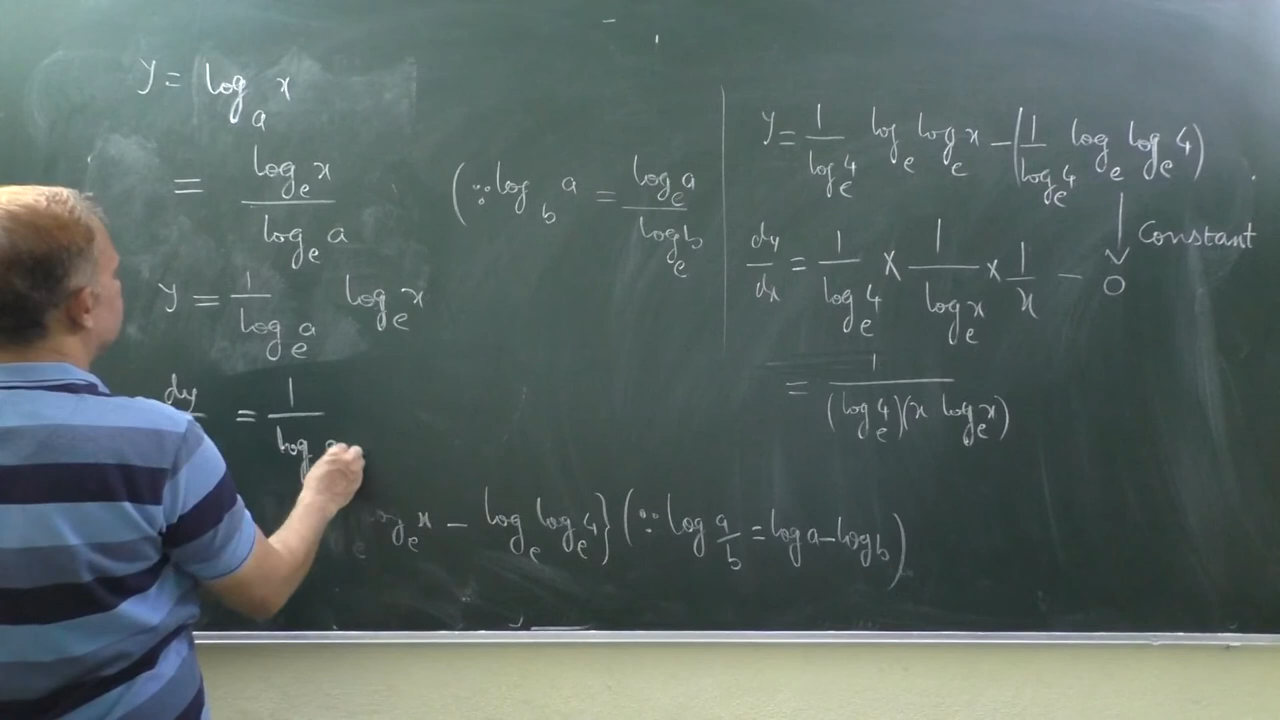 y = log_a x
= log_e x / log_e a
(∵ log_b a = log_e a / log_e b
y = 1 / log_e a log_e x
dy = 1 / log
log_e x − log_e log_e 4} (∵ log a/b = log a − log b)
y = 1 / log_e 4 log_e log_e x − (1 / log_e 4 log_e log_e 4)
Constant
dy/dx = 1 / log_e 4 × 1 / log_e x × 1/x − 0
= 1 / (log_e 4)(x log_e x)